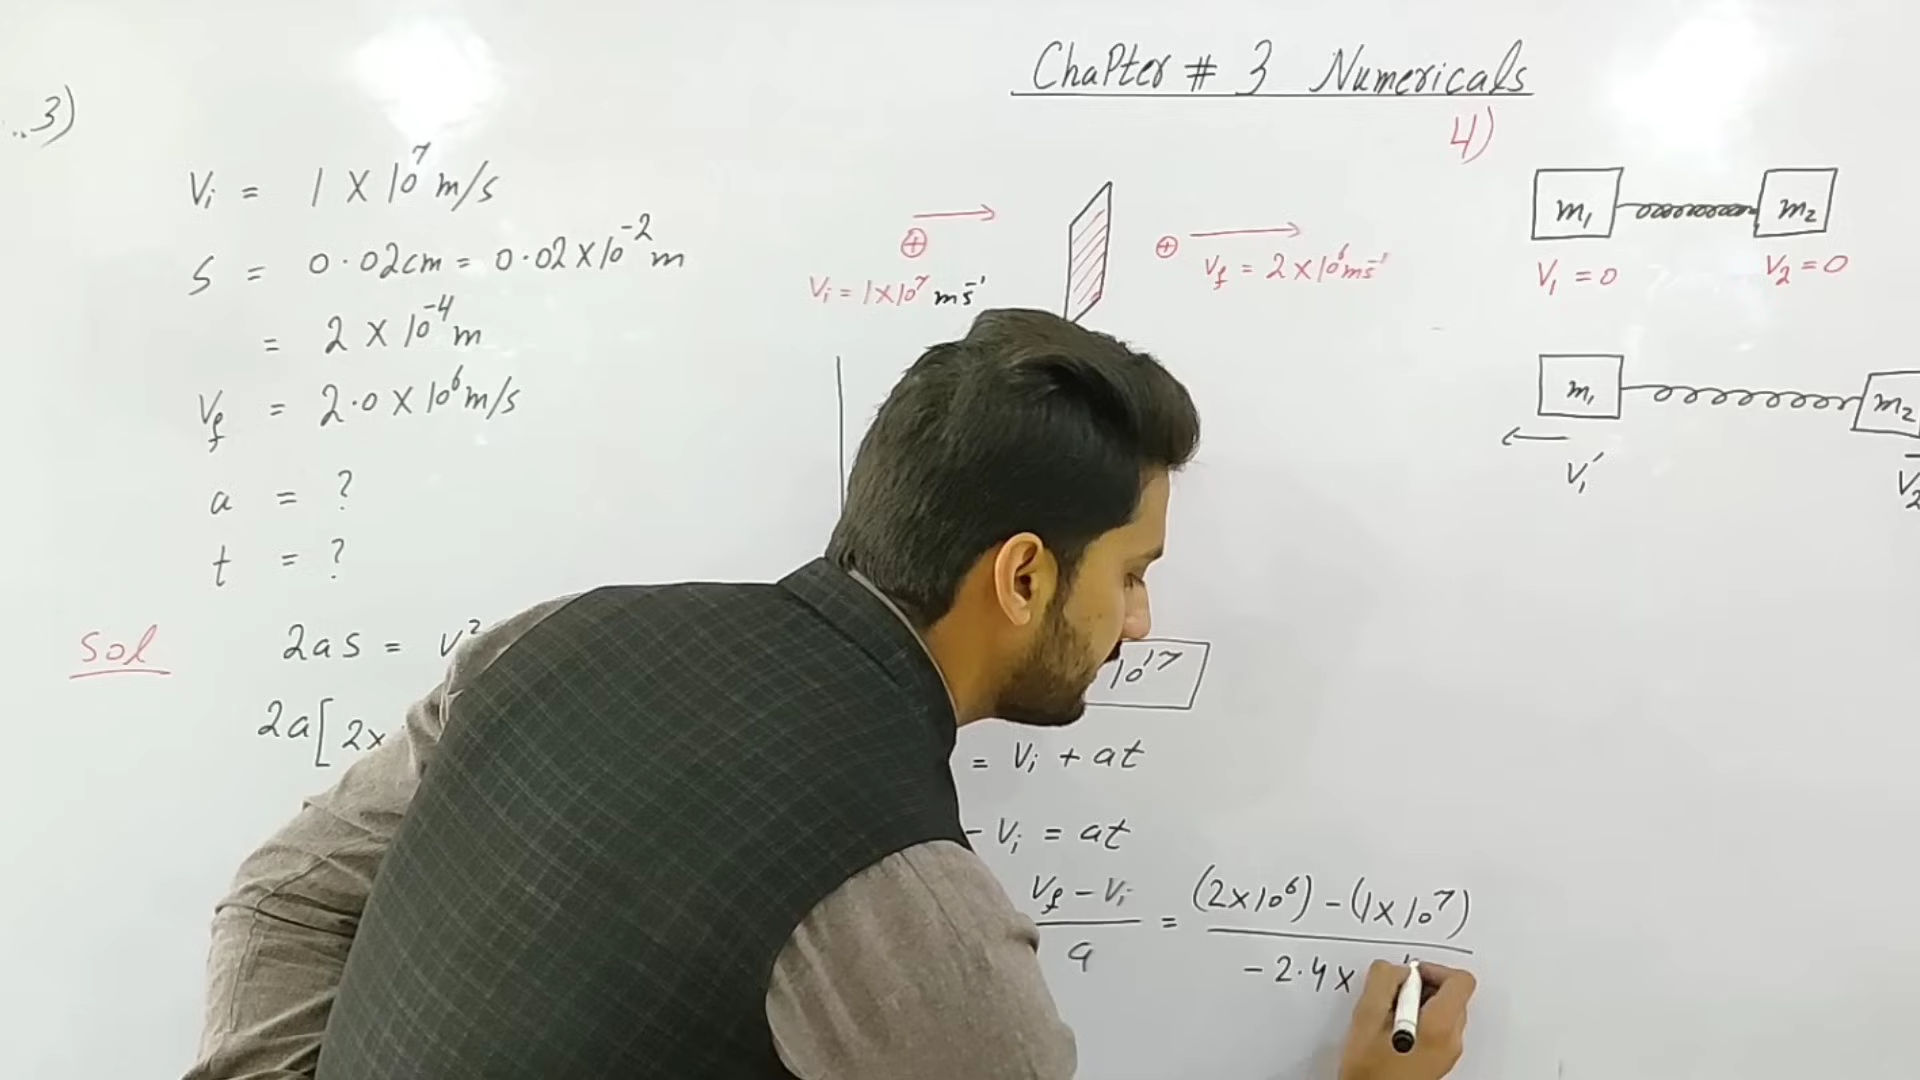 Chapter # 3 Numericals
..3)
Vi = 1 X 10⁷ m/s
S = 0.02cm = 0.02 X 10⁻² m
= 2 X 10⁻⁴ m
Vf = 2.0 X 10⁶ m/s
a = ?
t = ?
Sol
2as = v²
2a[2x
⊕
Vi = 1X10⁷ ms⁻¹
⊕
Vf = 2 X 10⁶ ms⁻¹
10¹⁷
= Vi + at
- Vi = at
Vf - Vi
a
= (2x10⁶) - (1x10⁷)
- 2.4 x
4)
m₁ m₂
V₁ = 0 V₂ = 0
m₁ m₂
V₁′